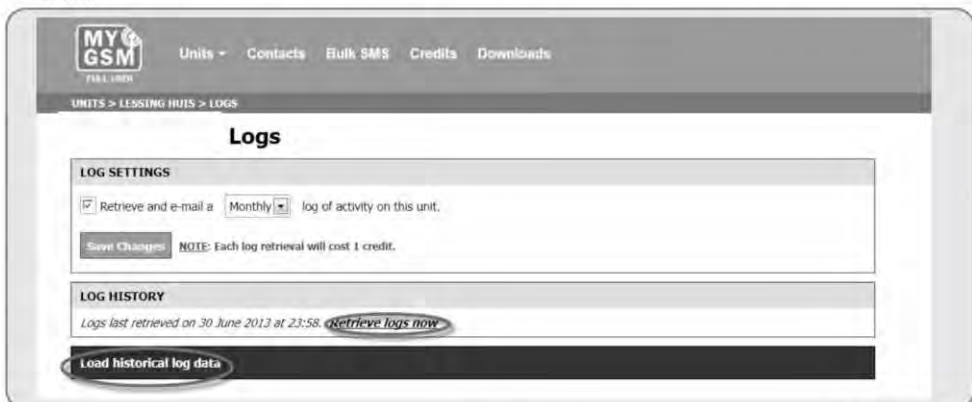 MY
GSM
FULL USER
Units Contacts Bulk SMS Credits Downloads
UNITS > LESSING HUIS > LOGS
Logs
LOG SETTINGS
Retrieve and e-mail a Monthly log of activity on this unit.
Save Changes NOTE: Each log retrieval will cost 1 credit.
LOG HISTORY
Logs last retrieved on 30 June 2013 at 23:58. Retrieve logs now
Load historical log data